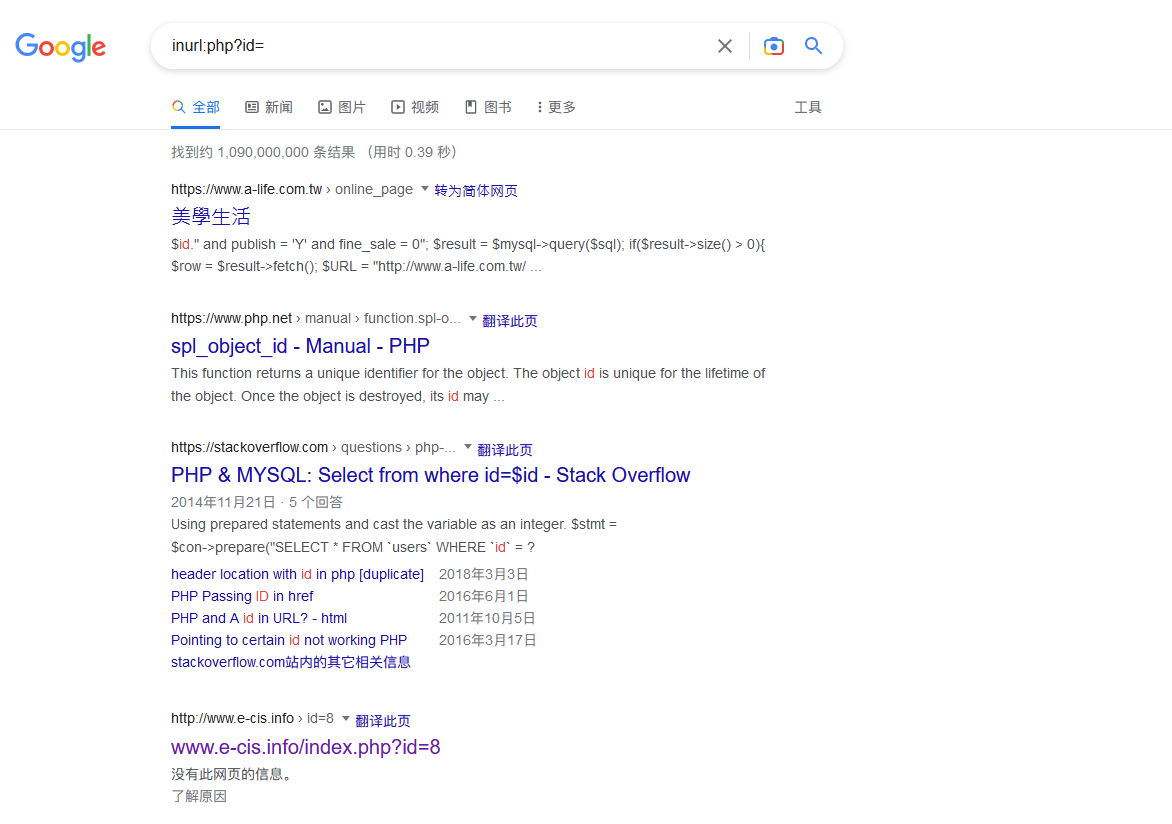 Google
inurl:php?id=
全部 新闻 图片 视频 图书 更多 工具
找到约 1,090,000,000 条结果 （用时 0.39 秒）
https://www.a-life.com.tw › online_page 转为简体网页
美學生活
$id." and publish = 'Y' and fine_sale = 0"; $result = $mysql->query($sql); if($result->size() > 0){
$row = $result->fetch(); $URL = "http://www.a-life.com.tw/ ...
https://www.php.net › manual › function.spl-o... 翻译此页
spl_object_id - Manual - PHP
This function returns a unique identifier for the object. The object id is unique for the lifetime of
the object. Once the object is destroyed, its id may ...
https://stackoverflow.com › questions › php-... 翻译此页
PHP & MYSQL: Select from where id=$id - Stack Overflow
2014年11月21日 · 5 个回答
Using prepared statements and cast the variable as an integer. $stmt =
$con->prepare("SELECT * FROM `users` WHERE `id` = ?
header location with id in php [duplicate] 2018年3月3日
PHP Passing ID in href 2016年6月1日
PHP and A id in URL? - html 2011年10月5日
Pointing to certain id not working PHP 2016年3月17日
stackoverflow.com站内的其它相关信息
http://www.e-cis.info › id=8 翻译此页
www.e-cis.info/index.php?id=8
没有此网页的信息。
了解原因